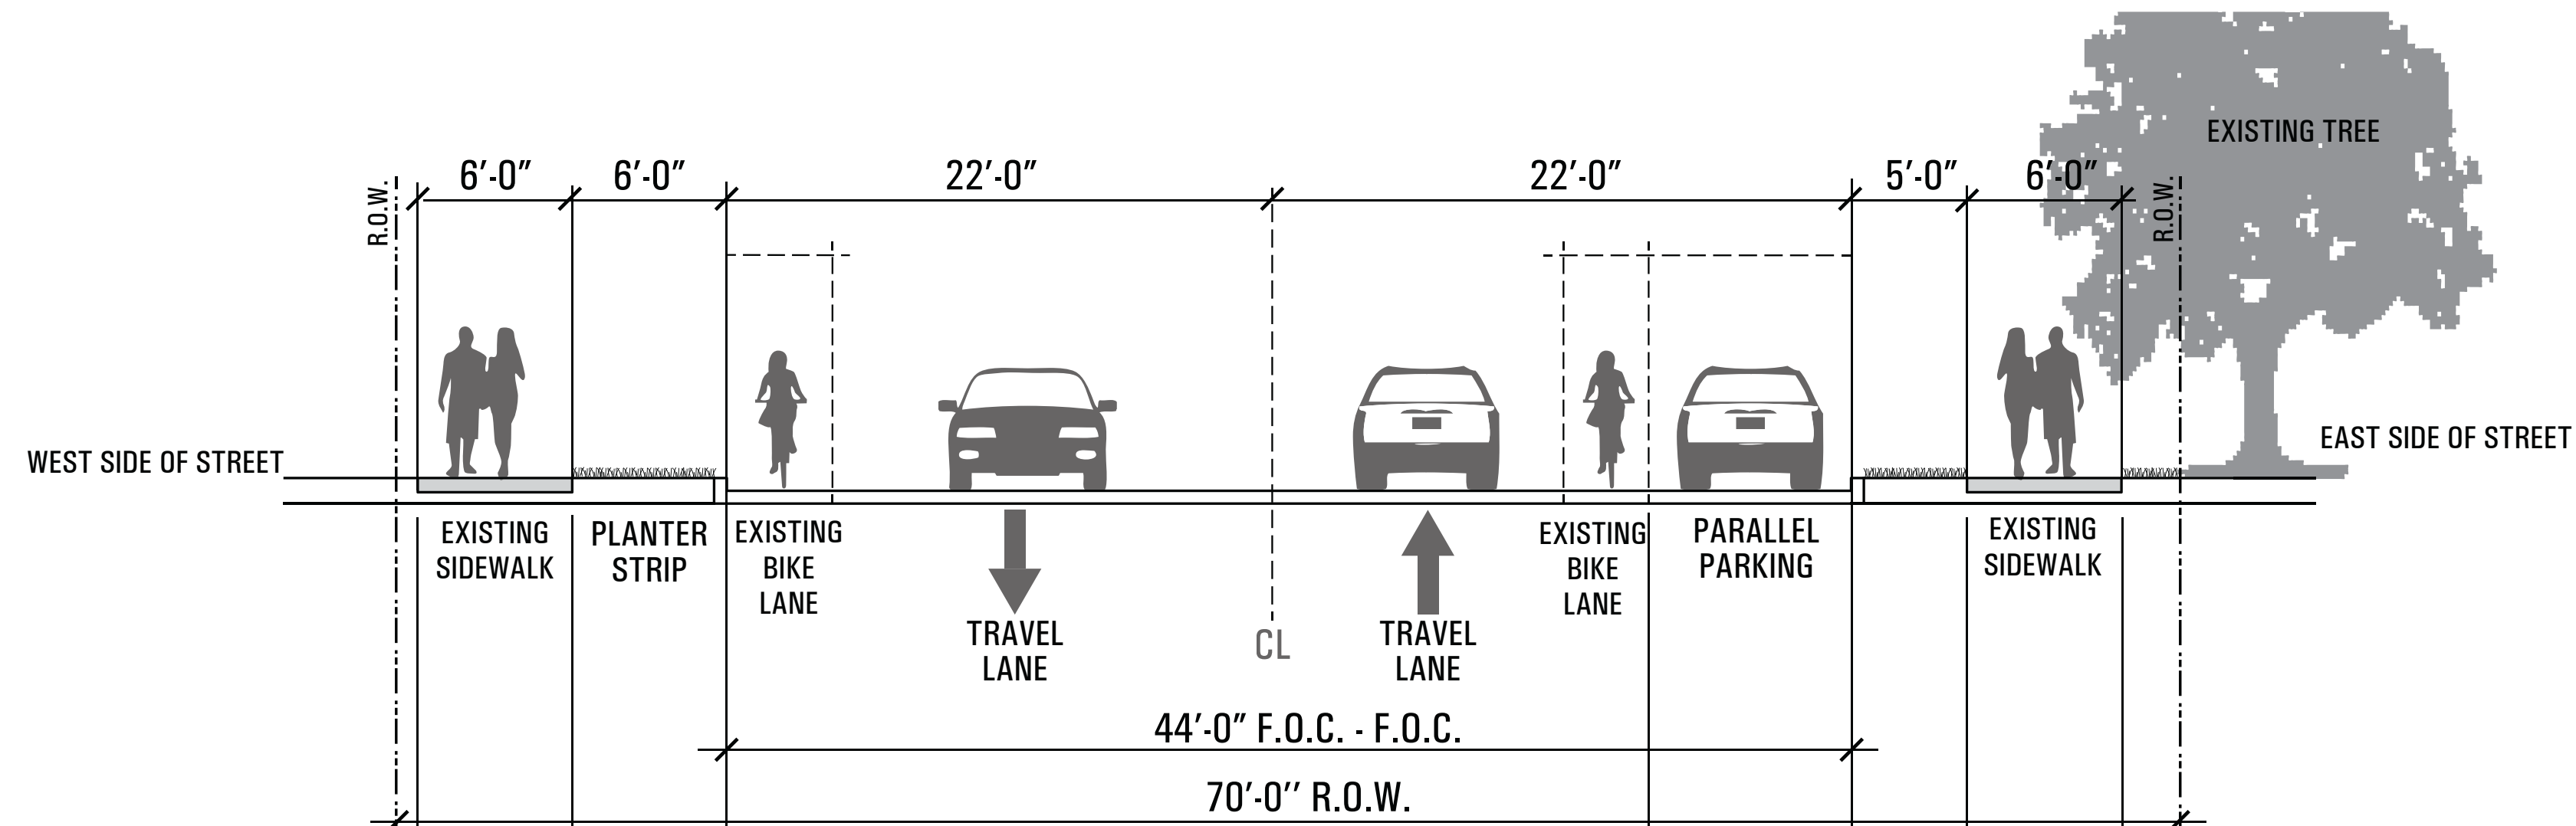 6'-0"
6'-0"
22'-0"
22'-0"
5'-0"
6'-0"
EXISTING TREE
R.O.W.
R.O.W.
WEST SIDE OF STREET
EAST SIDE OF STREET
EXISTING
SIDEWALK
PLANTER
STRIP
EXISTING
BIKE
LANE
TRAVEL
LANE
CL
TRAVEL
LANE
EXISTING
BIKE
LANE
PARALLEL
PARKING
EXISTING
SIDEWALK
44'-0" F.O.C. - F.O.C.
70'-0'' R.O.W.